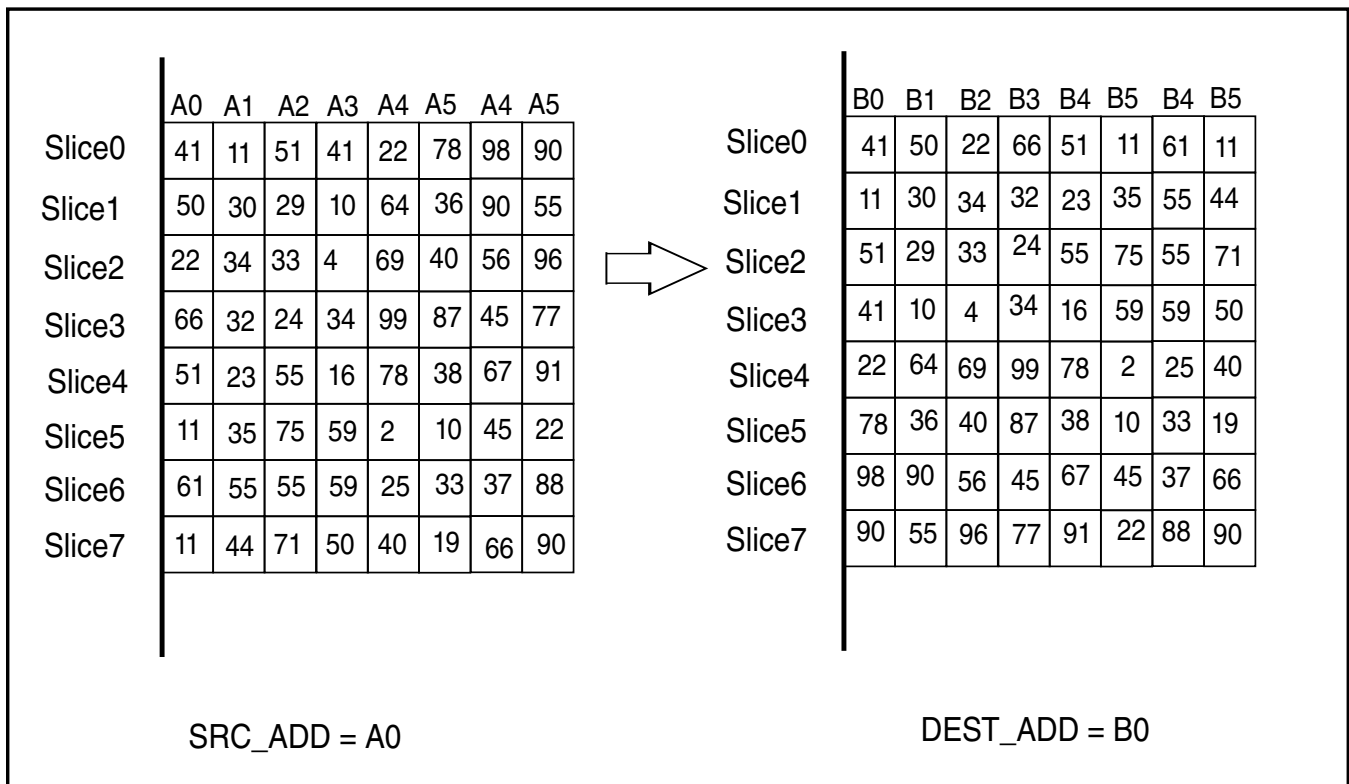 A0 A1 A2 A3 A4 A5 A4 A5
Slice0 41 11 51 41 22 78 98 90
Slice1 50 30 29 10 64 36 90 55
Slice2 22 34 33 4 69 40 56 96
Slice3 66 32 24 34 99 87 45 77
Slice4 51 23 55 16 78 38 67 91
Slice5 11 35 75 59 2 10 45 22
Slice6 61 55 55 59 25 33 37 88
Slice7 11 44 71 50 40 19 66 90
SRC_ADD = A0
B0 B1 B2 B3 B4 B5 B4 B5
Slice0 41 50 22 66 51 11 61 11
Slice1 11 30 34 32 23 35 55 44
Slice2 51 29 33 24 55 75 55 71
Slice3 41 10 4 34 16 59 59 50
Slice4 22 64 69 99 78 2 25 40
Slice5 78 36 40 87 38 10 33 19
Slice6 98 90 56 45 67 45 37 66
Slice7 90 55 96 77 91 22 88 90
DEST_ADD = B0